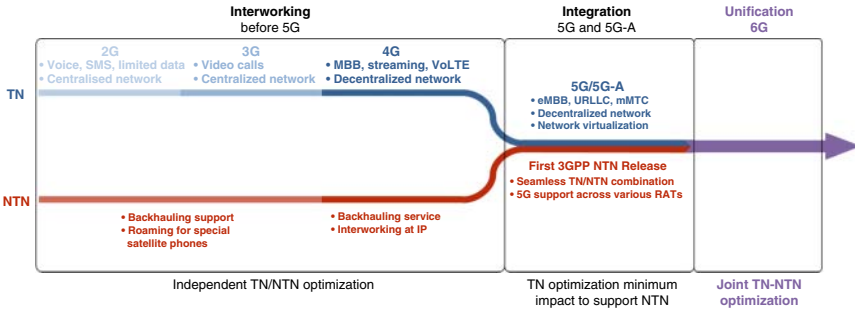 Interworking
before 5G
Integration
5G and 5G-A
Unification
6G
2G
• Voice, SMS, limited data
• Centralised network
3G
• Video calls
• Centralized network
4G
• MBB, streaming, VoLTE
• Decentralized network
TN
5G/5G-A
• eMBB, URLLC, mMTC
• Decentralized network
• Network virtualization
First 3GPP NTN Release
• Seamless TN/NTN combination
• 5G support across various RATs
NTN
• Backhauling support
• Roaming for special
satellite phones
• Backhauling service
• Interworking at IP
Independent TN/NTN optimization
TN optimization minimum
impact to support NTN
Joint TN-NTN
optimization